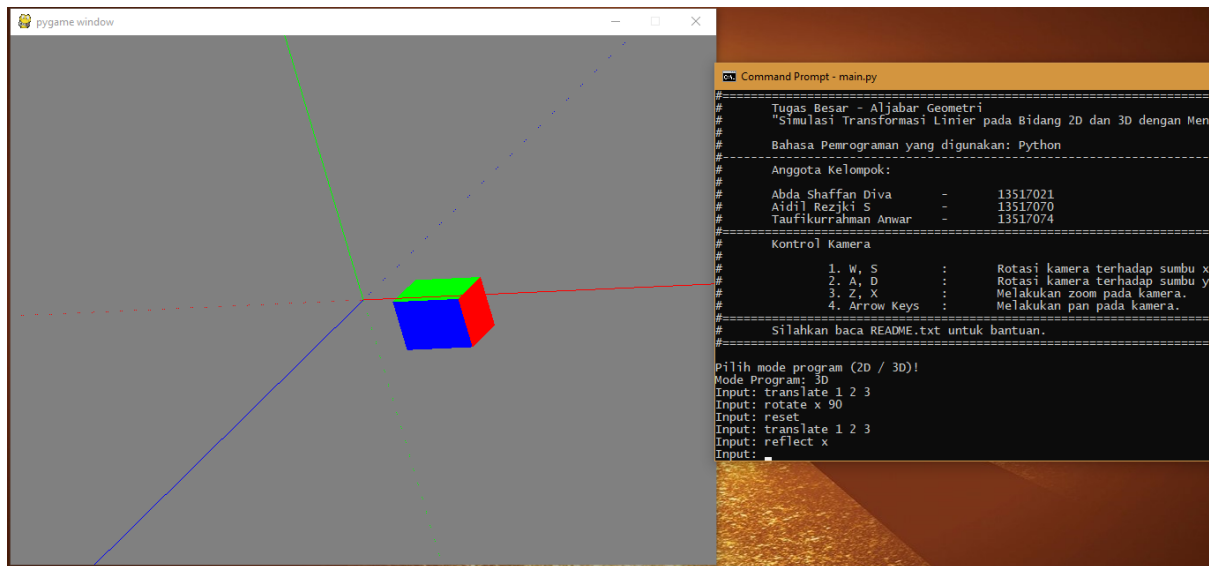 pygame window
Command Prompt - main.py
#====================================================================
#       Tugas Besar - Aljabar Geometri
#       "Simulasi Transformasi Linier pada Bidang 2D dan 3D dengan Men
#
#       Bahasa Pemrograman yang digunakan: Python
#--------------------------------------------------------------------
#       Anggota Kelompok:
#
#       Abda Shaffan Diva       -       13517021
#       Aidil Rezjki S          -       13517070
#       Taufikurrahman Anwar    -       13517074
#====================================================================
#       Kontrol Kamera
#
#               1. W, S         :       Rotasi kamera terhadap sumbu x
#               2. A, D         :       Rotasi kamera terhadap sumbu y
#               3. Z, X         :       Melakukan zoom pada kamera.
#               4. Arrow Keys   :       Melakukan pan pada kamera.
#====================================================================
#       Silahkan baca README.txt untuk bantuan.
#====================================================================
Pilih mode program (2D / 3D)!
Mode Program: 3D
Input: translate 1 2 3
Input: rotate x 90
Input: reset
Input: translate 1 2 3
Input: reflect x
Input: